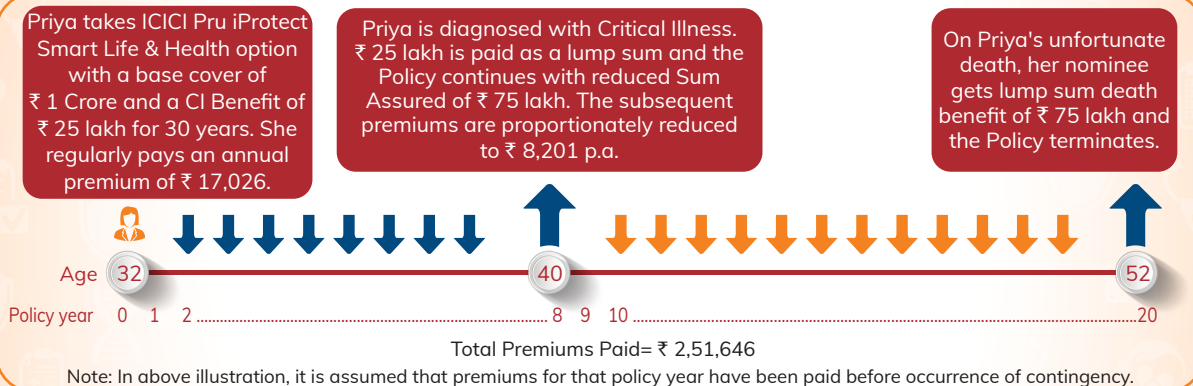 Priya takes ICICI Pru iProtect
Smart Life & Health option
with a base cover of
₹ 1 Crore and a CI Benefit of
₹ 25 lakh for 30 years. She
regularly pays an annual
premium of ₹ 17,026.
Priya is diagnosed with Critical Illness.
₹ 25 lakh is paid as a lump sum and the
Policy continues with reduced Sum
Assured of ₹ 75 lakh. The subsequent
premiums are proportionately reduced
to ₹ 8,201 p.a.
On Priya's unfortunate
death, her nominee
gets lump sum death
benefit of ₹ 75 lakh and
the Policy terminates.
Age 32 40 52
Policy year 0 1 2 ........ 8 9 10 ........ 20
Total Premiums Paid= ₹ 2,51,646
Note: In above illustration, it is assumed that premiums for that policy year have been paid before occurrence of contingency.